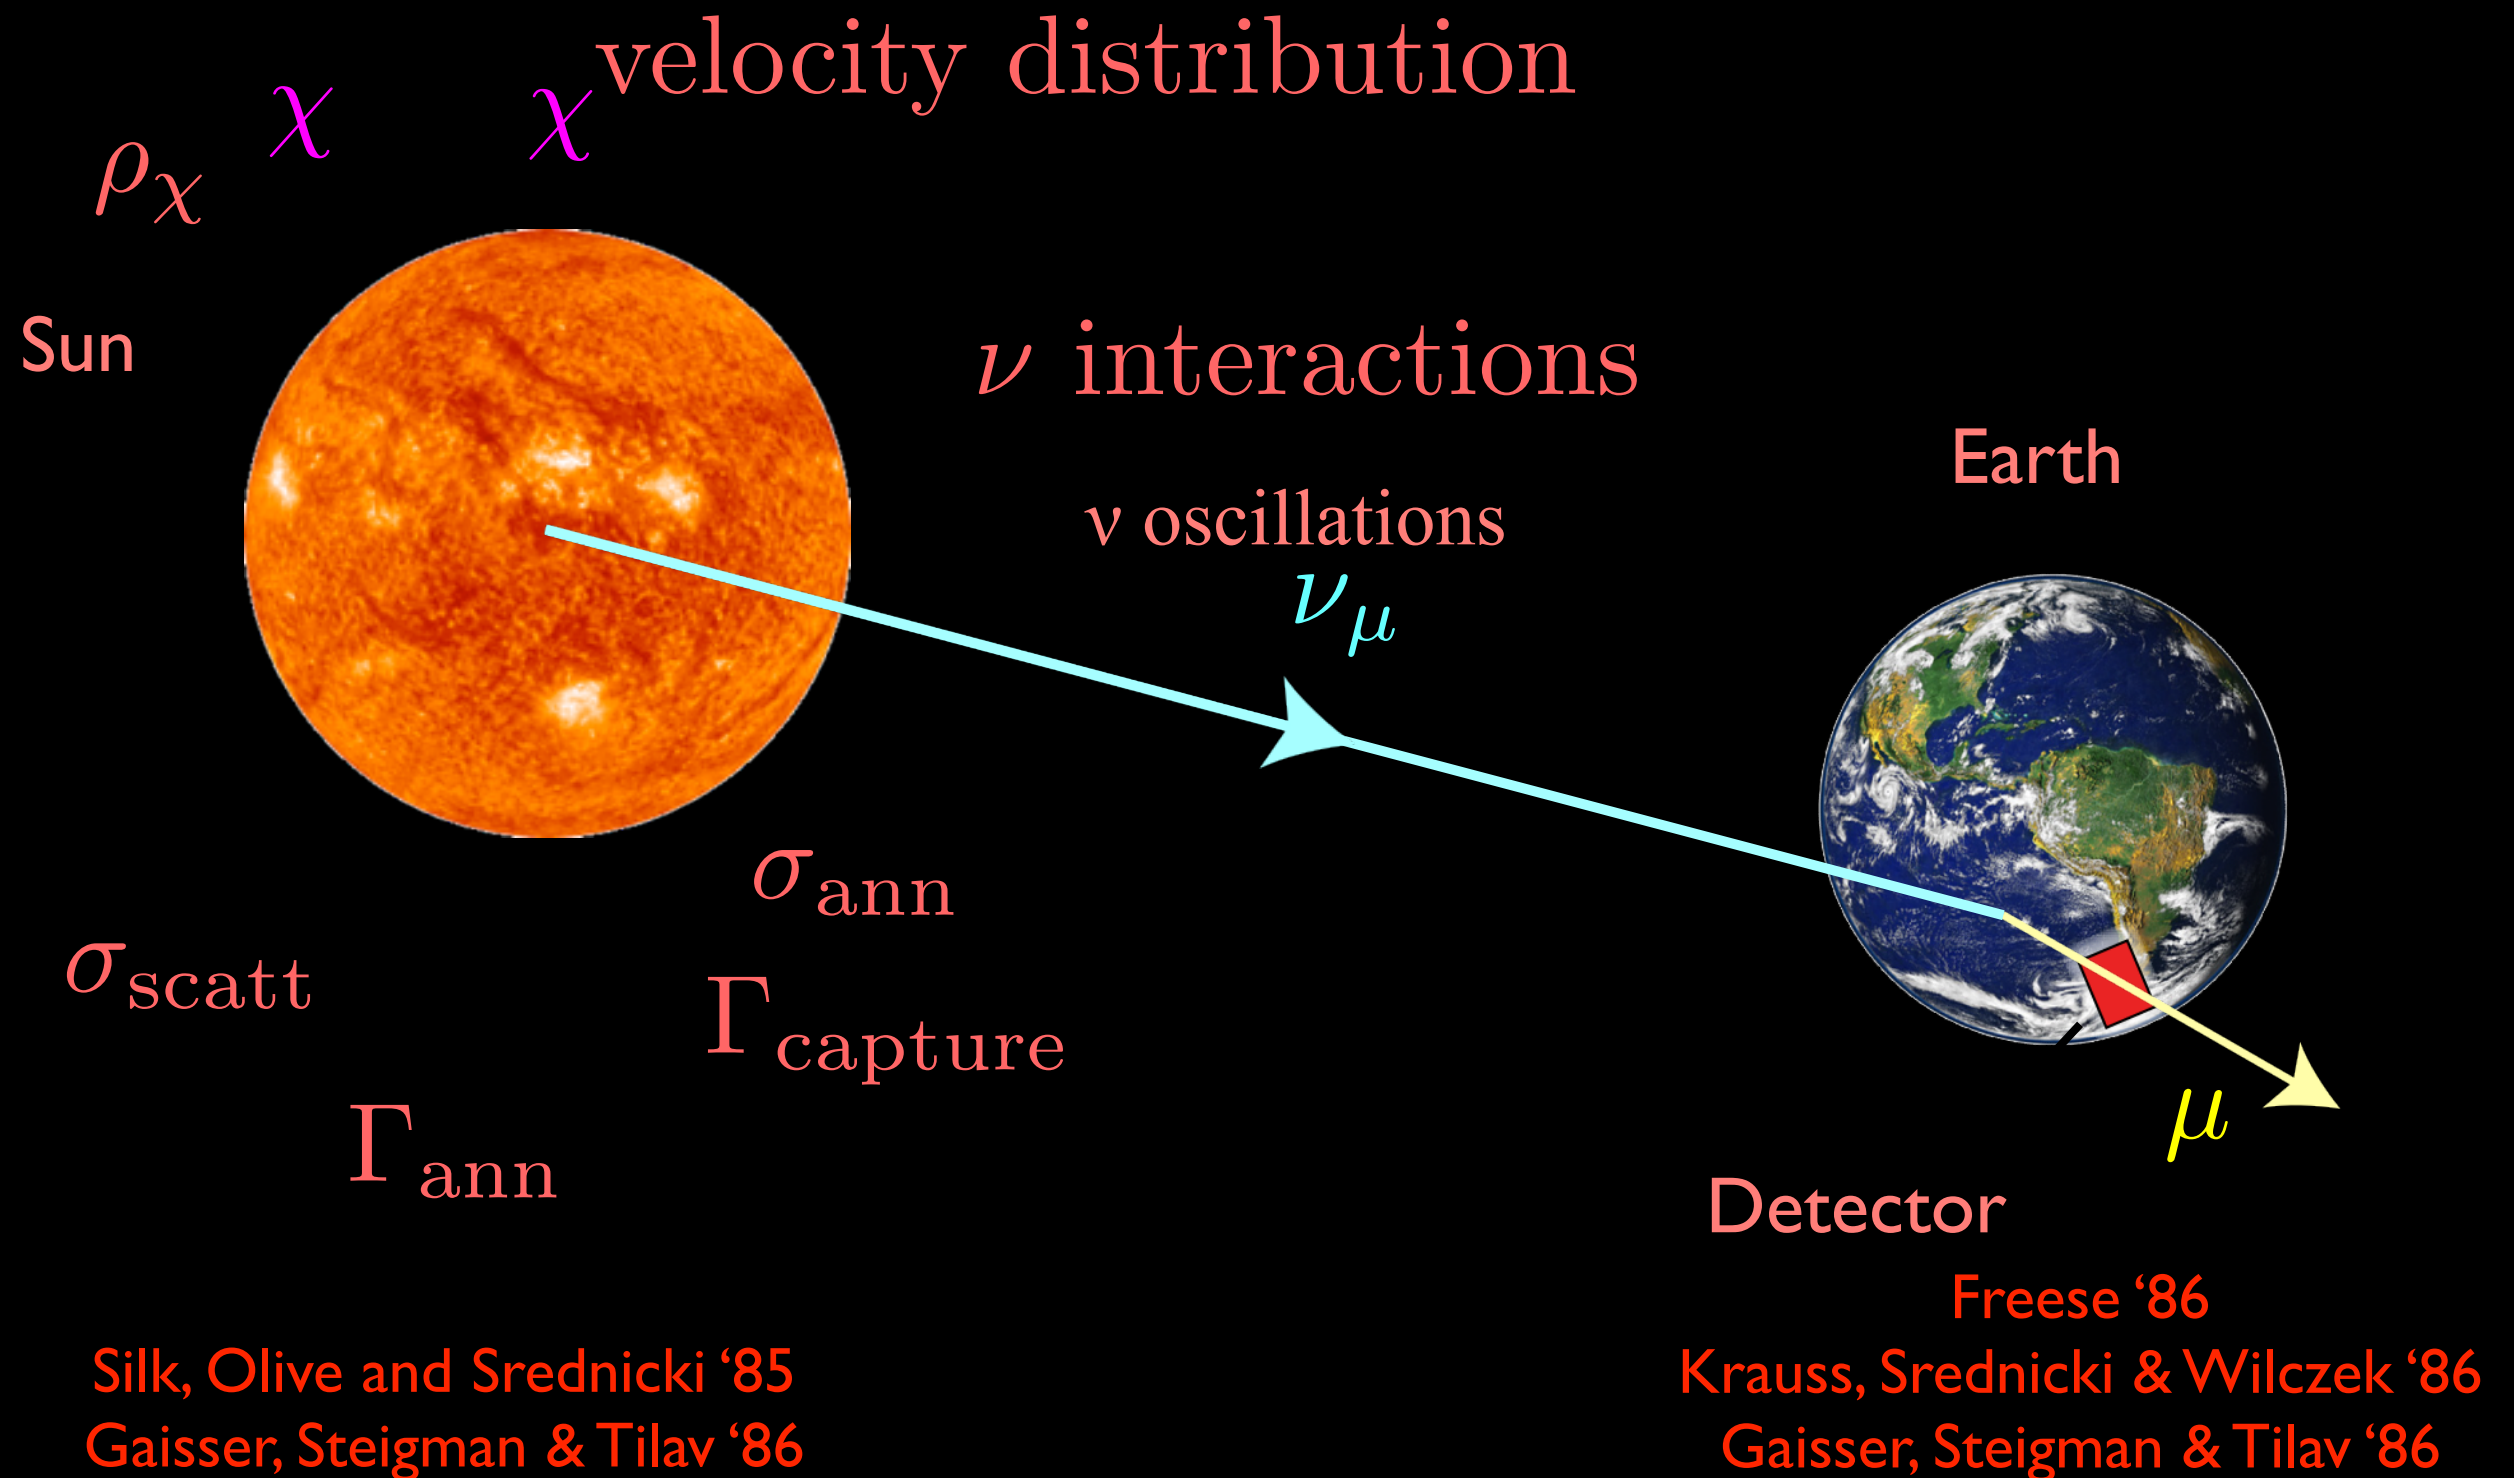 velocity distribution
χ χ
ρ_χ
Sun
ν interactions
Earth
ν oscillations
ν_μ
σ_ann
σ_scatt
Γ_capture
Γ_ann
μ
Detector
Freese ‘86
Silk, Olive and Srednicki ‘85
Krauss, Srednicki & Wilczek ‘86
Gaisser, Steigman & Tilav ‘86
Gaisser, Steigman & Tilav ‘86